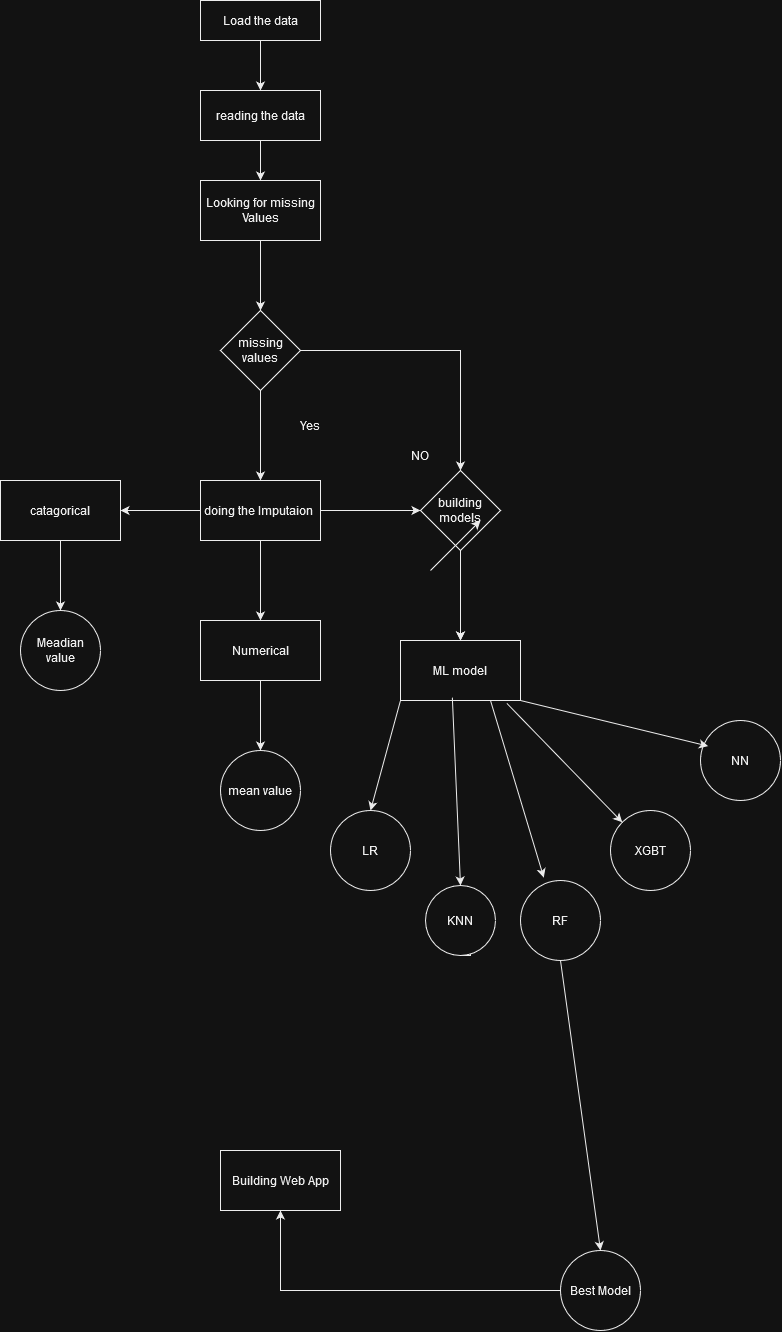 Load the data
reading the data
Looking for missing
Values
missing
values
Yes
NO
catagorical
doing the Imputaion
building
models
Meadian
value
Numerical
ML model
mean value
NN
LR
XGBT
KNN
RF
Building Web App
Best Model